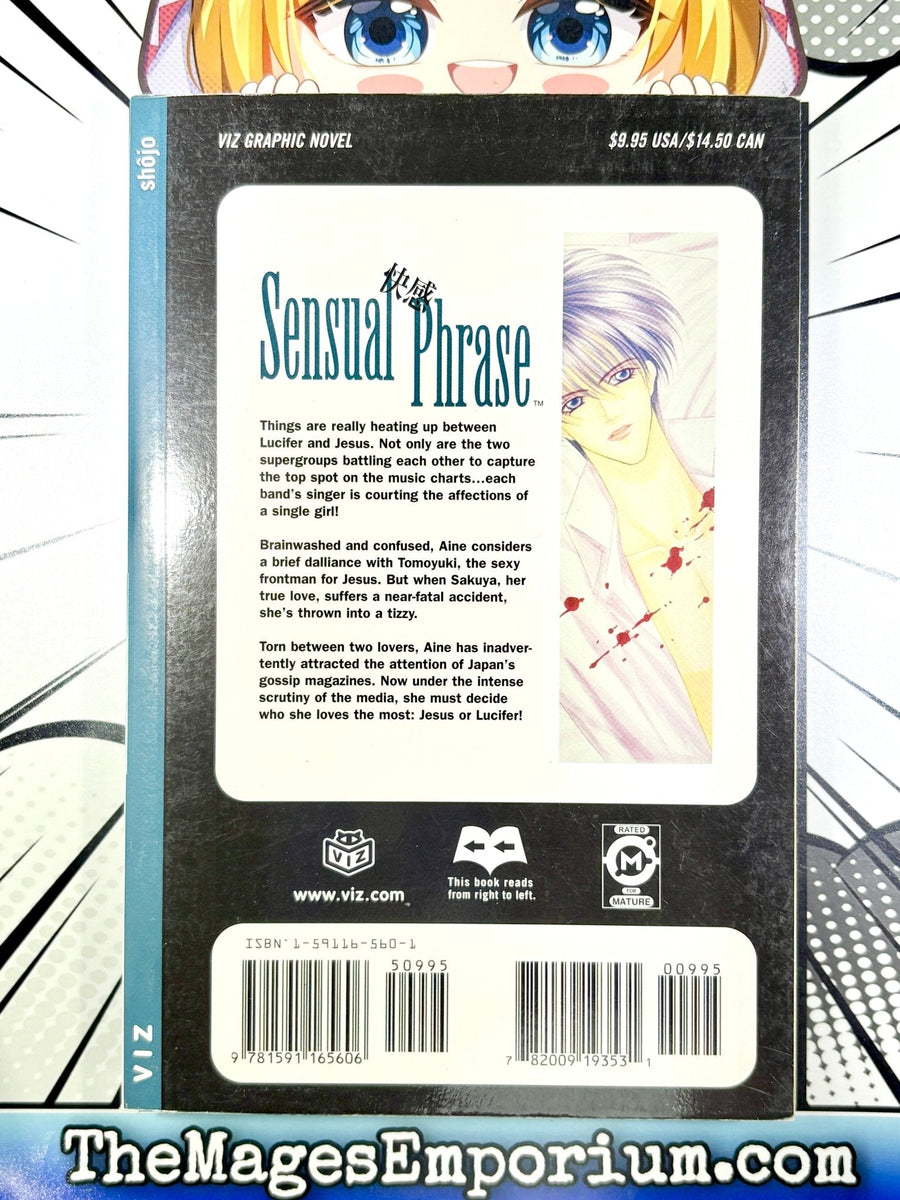 VIZ GRAPHIC NOVEL
$9.95 USA/$14.50 CAN
shôjo
快感
Sensual Phrase™
Things are really heating up between
Lucifer and Jesus. Not only are the two
supergroups battling each other to capture
the top spot on the music charts...each
band's singer is courting the affections of
a single girl!
Brainwashed and confused, Aine considers
a brief dalliance with Tomoyuki, the sexy
frontman for Jesus. But when Sakuya, her
true love, suffers a near-fatal accident,
she's thrown into a tizzy.
Torn between two lovers, Aine has inadver-
tently attracted the attention of Japan's
gossip magazines. Now under the intense
scrutiny of the media, she must decide
who she loves the most: Jesus or Lucifer!
VIZ
www.viz.com
This book reads
from right to left.
RATED
M
FOR
MATURE
ISBN 1-59116-560-1
50995
9 781591 165606
00995
7 82009 19353 1
VIZ
TheMagesEmporium.com